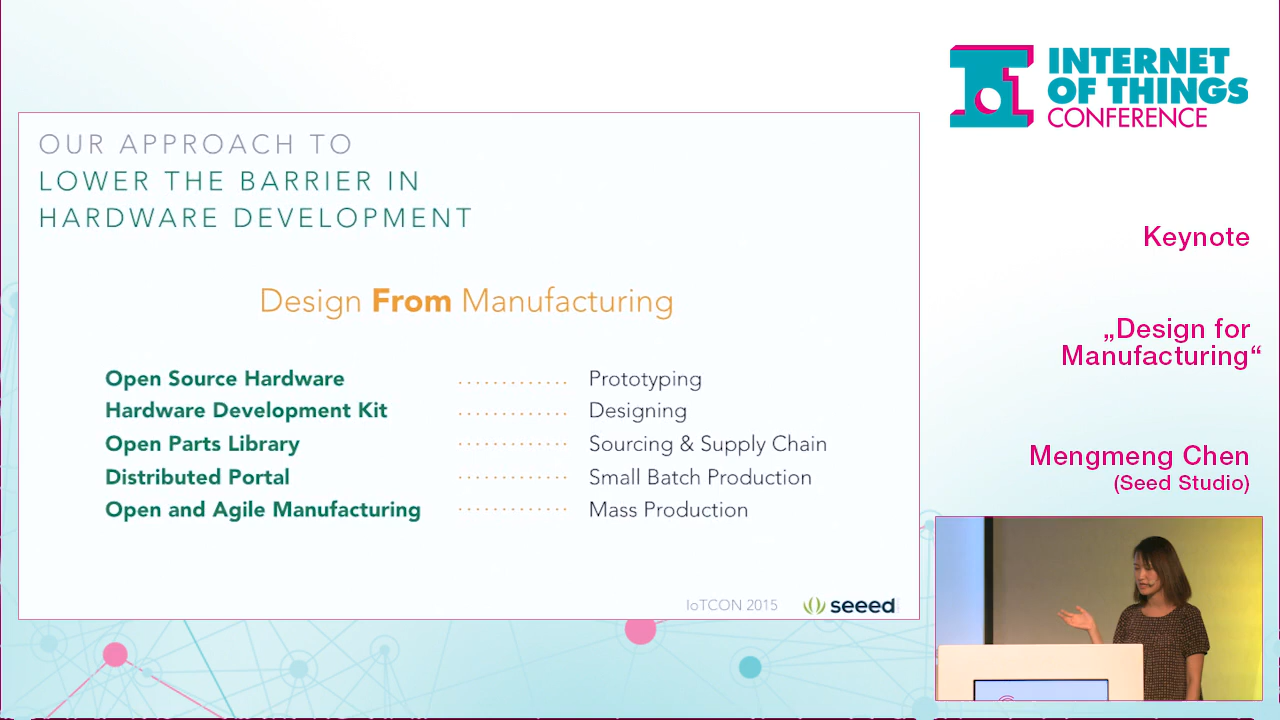 OUR APPROACH TO
LOWER THE BARRIER IN
HARDWARE DEVELOPMENT
Design From Manufacturing
Open Source Hardware ............. Prototyping
Hardware Development Kit ............. Designing
Open Parts Library ............. Sourcing & Supply Chain
Distributed Portal ............. Small Batch Production
Open and Agile Manufacturing ............. Mass Production
IoTCON 2015 seeed
INTERNET
OF THINGS
CONFERENCE
Keynote
„Design for
Manufacturing“
Mengmeng Chen
(Seed Studio)